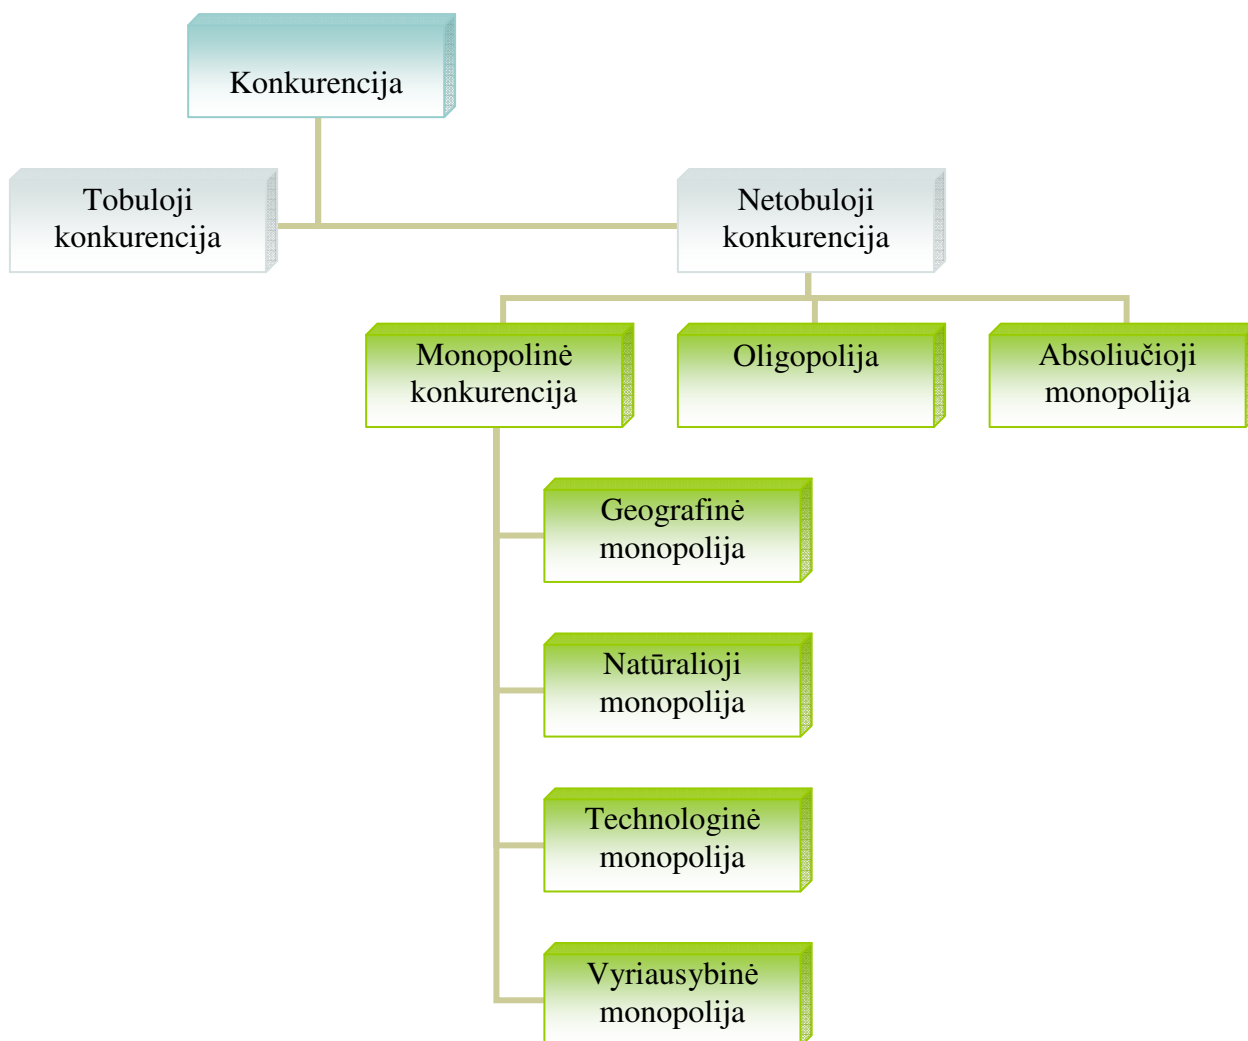 Konkurencija
Tobuloji
konkurencija
Netobuloji
konkurencija
Monopolinė
konkurencija
Oligopolija
Absoliučioji
monopolija
Geografinė
monopolija
Natūralioji
monopolija
Technologinė
monopolija
Vyriausybinė
monopolija